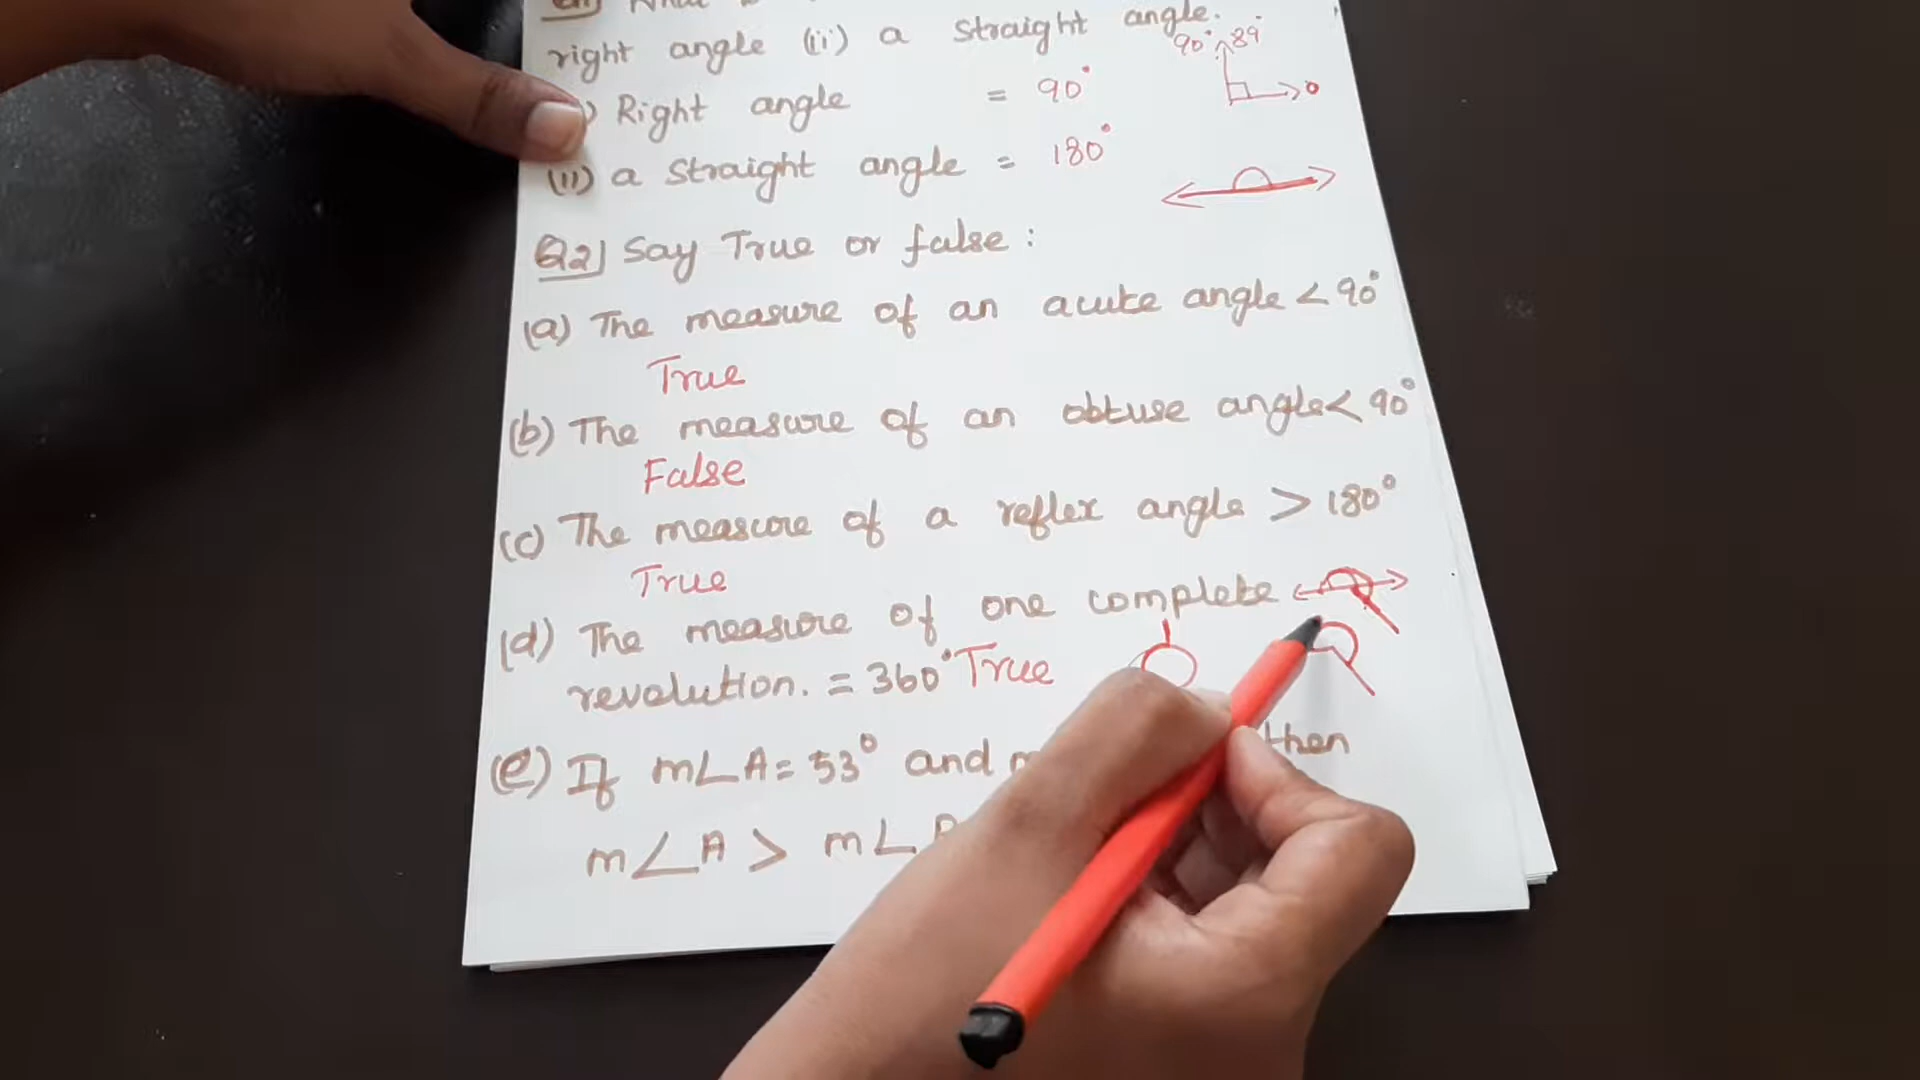 right angle (ii) a straight angle.
90° 89°
) Right angle = 90°
0
(ii) a Straight angle = 180°
Q2) Say True or false :
(a) The measure of an acute angle < 90°
True
(b) The measure of an obtuse angle < 90°
False
(c) The measure of a reflex angle > 180°
True
(d) The measure of one complete
revolution. = 360° True
(e) If m∠A = 53° and then
m∠A > m∠